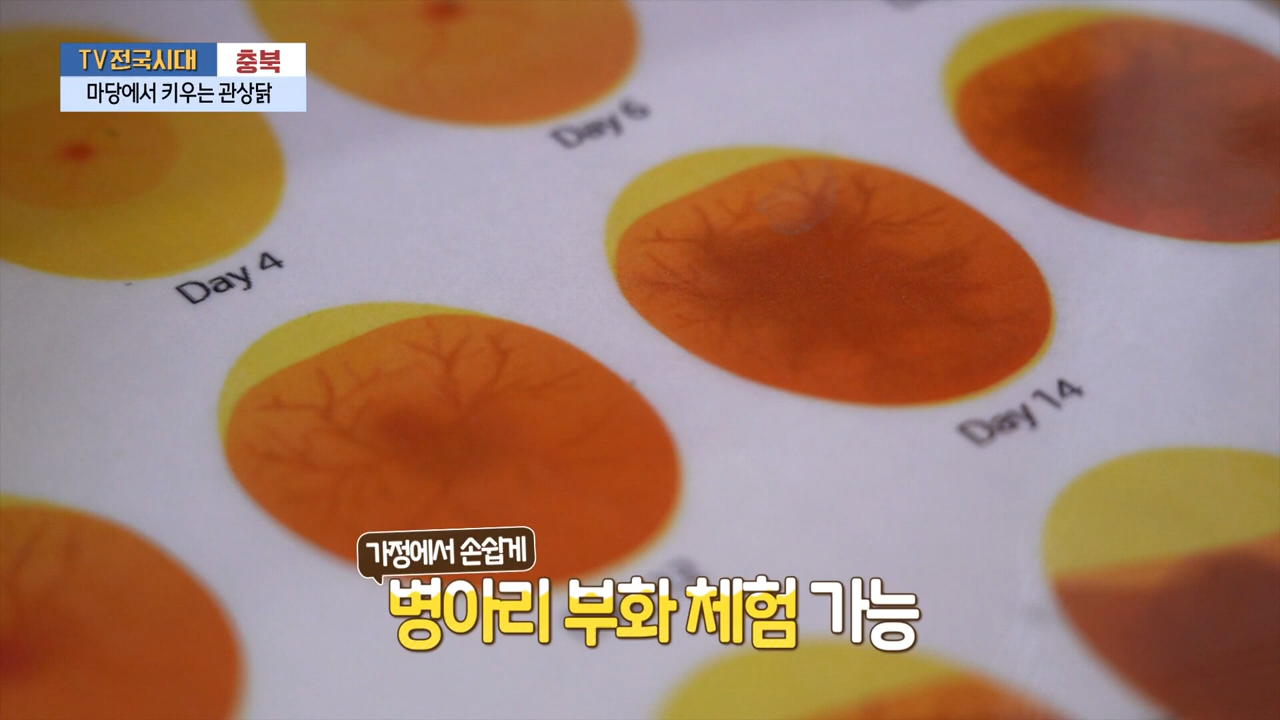 TV전국시대 충북
마당에서 키우는 관상닭
Day 6
Day 4
Day 14
가정에서 손쉽게
병아리 부화 체험 가능